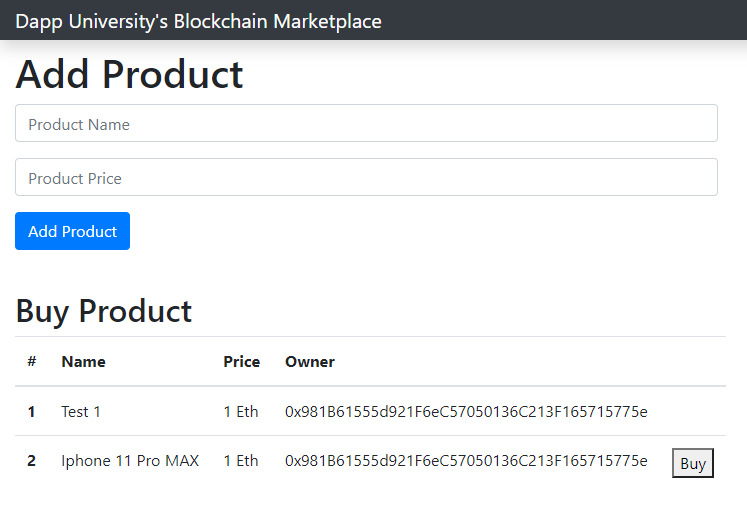 Dapp University's Blockchain Marketplace
Add Product
Product Name
Product Price
Add Product
Buy Product
# Name Price Owner
1 Test 1 1 Eth 0x981B61555d921F6eC57050136C213F165715775e
2 Iphone 11 Pro MAX 1 Eth 0x981B61555d921F6eC57050136C213F165715775e Buy